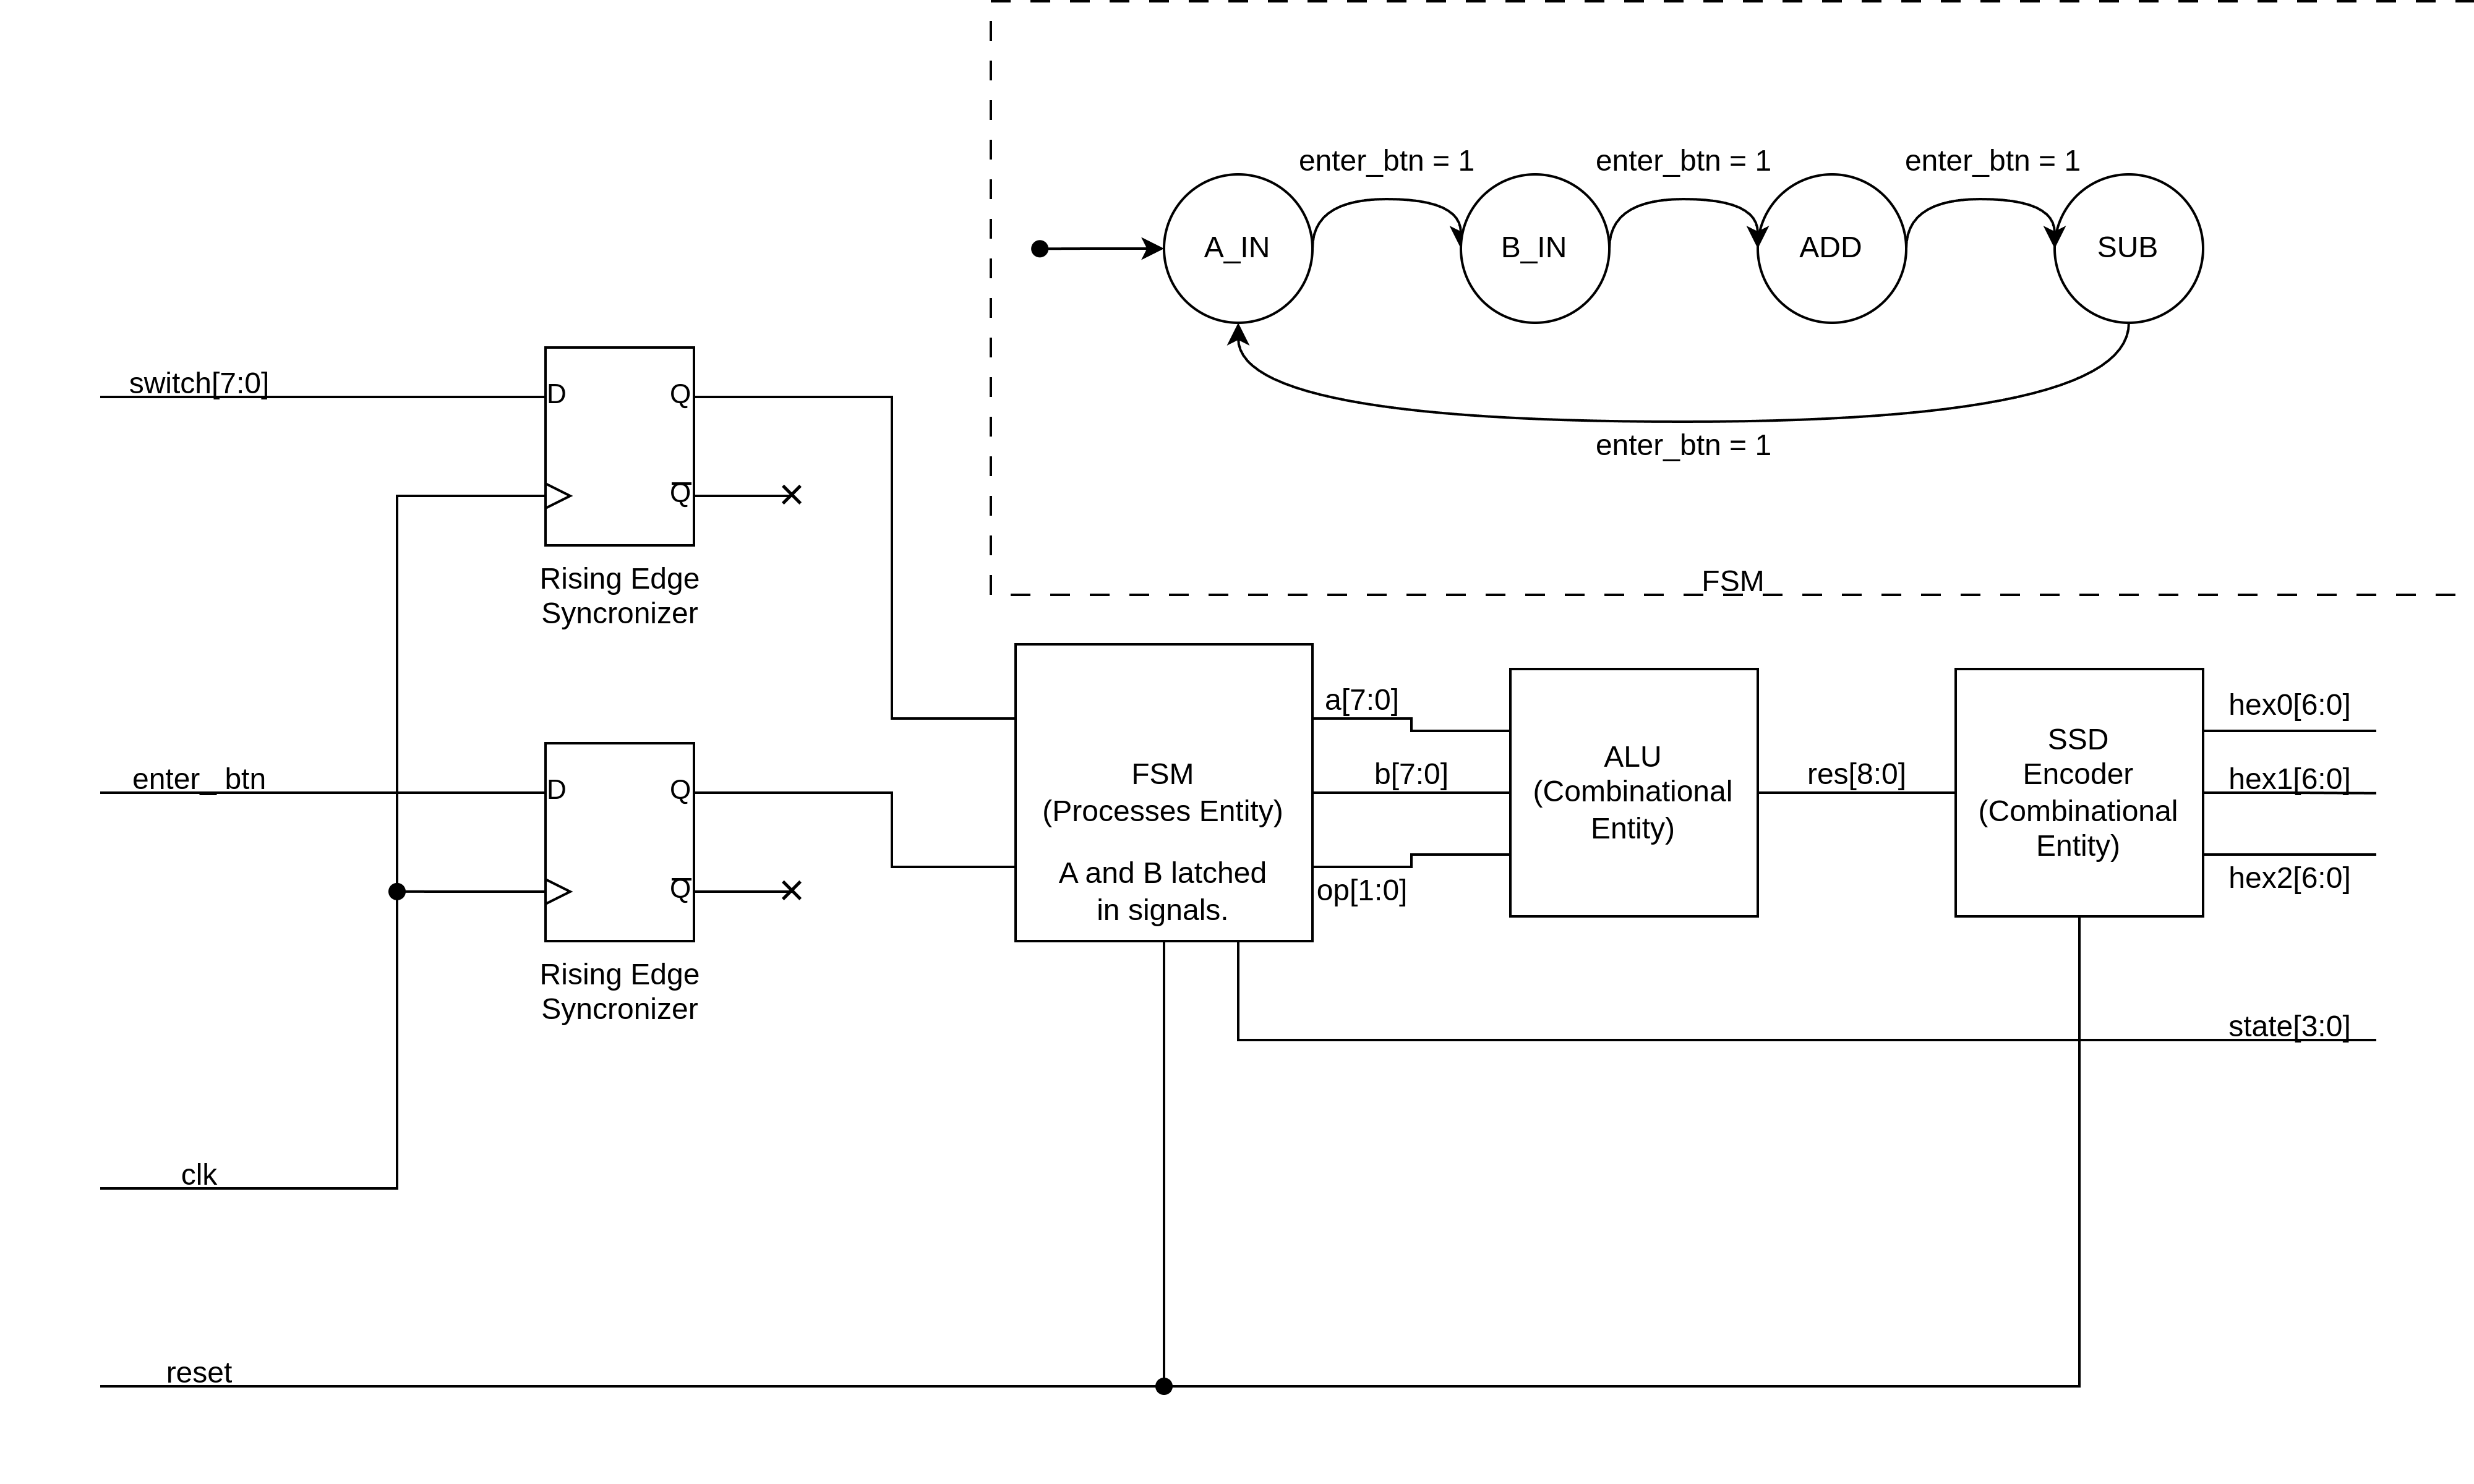 enter_btn = 1
enter_btn = 1
enter_btn = 1
A_IN
B_IN
ADD
SUB
enter_btn = 1
FSM
switch[7:0]
D
Q
Q
Rising Edge
Syncronizer
enter_ btn
D
Q
Q
Rising Edge
Syncronizer
clk
reset
FSM
(Processes Entity)
A and B latched
in signals.
a[7:0]
b[7:0]
op[1:0]
ALU
(Combinational
Entity)
res[8:0]
SSD
Encoder
(Combinational
Entity)
hex0[6:0]
hex1[6:0]
hex2[6:0]
state[3:0]